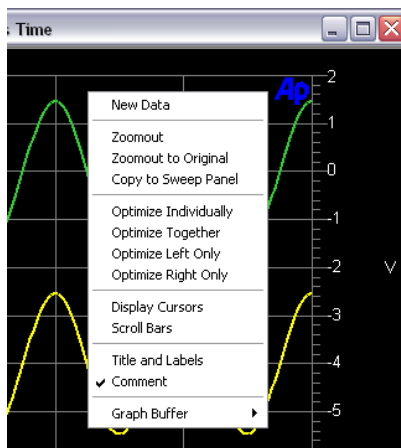 s Time
Ap
New Data
Zoomout
Zoomout to Original
Copy to Sweep Panel
Optimize Individually
Optimize Together
Optimize Left Only
Optimize Right Only
Display Cursors
Scroll Bars
Title and Labels
Comment
Graph Buffer
-2
-1
-0
-1
-2
-3
-4
-5
V